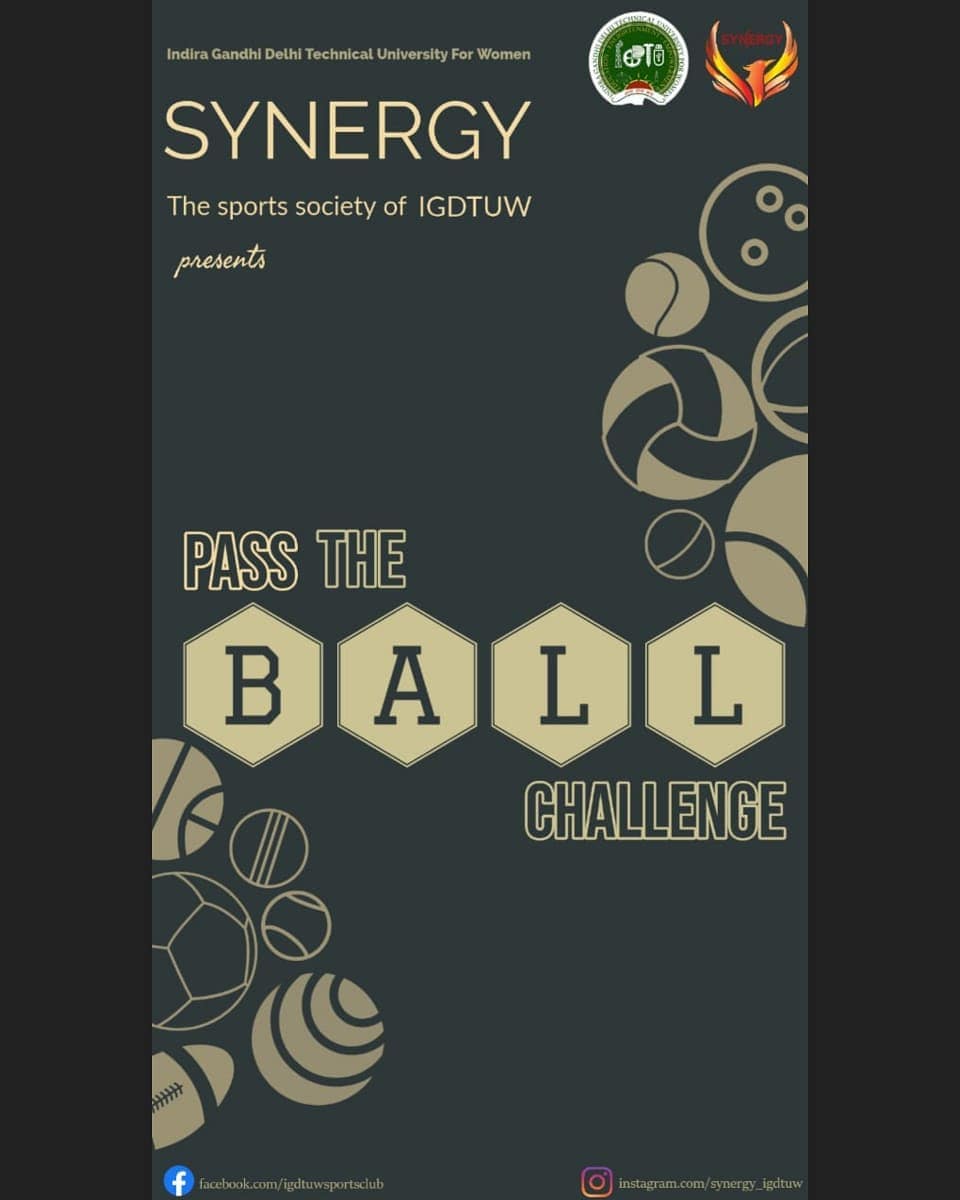 Indira Gandhi Delhi Technical University For Women
SYNERGY
SYNERGY
The sports society of IGDTUW
presents
PASS THE
BALL
CHALLENGE
facebook.com/igdtuwsportsclub
instagram.com/synergy_igdtuw